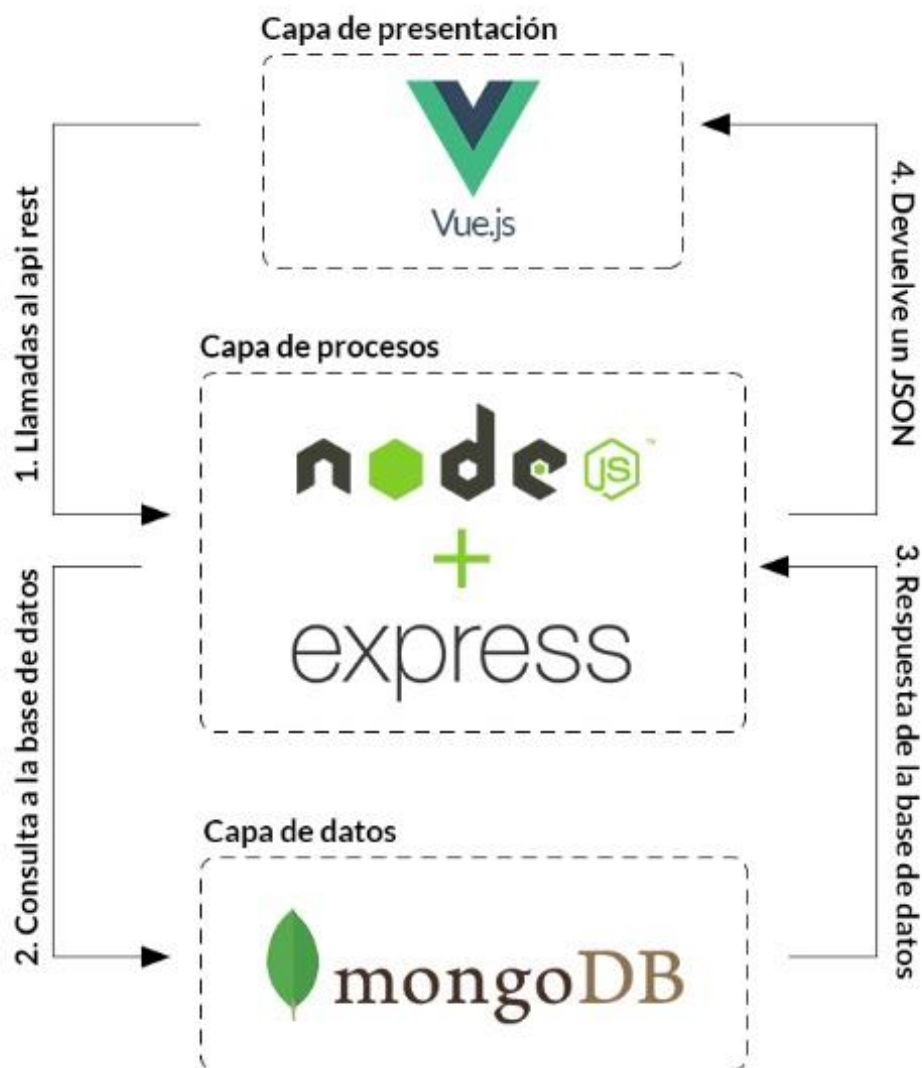 Capa de presentación
Vue.js
1. Llamadas al api rest
4. Devuelve un JSON
Capa de procesos
node JS™
+
express
2. Consulta a la base de datos
3. Respuesta de la base de datos
Capa de datos
mongoDB